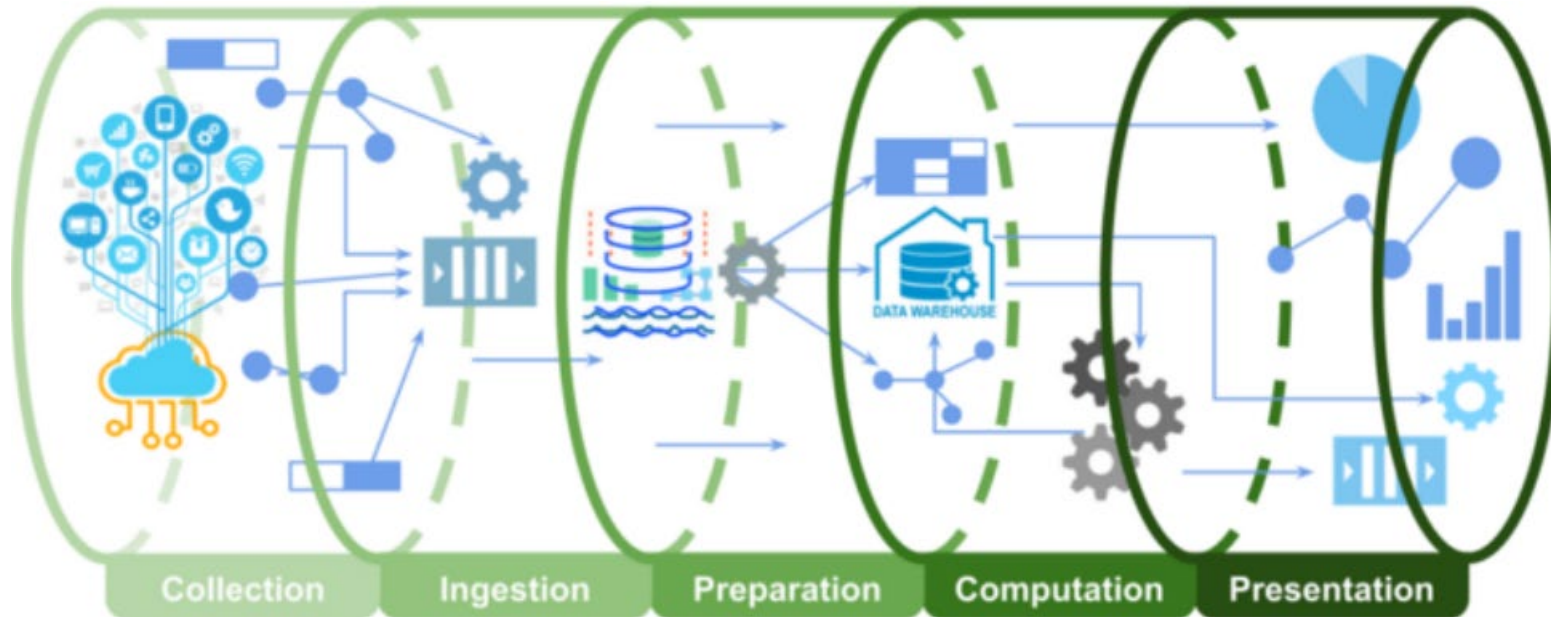 DATA WAREHOUSE
Collection
Ingestion
Preparation
Computation
Presentation